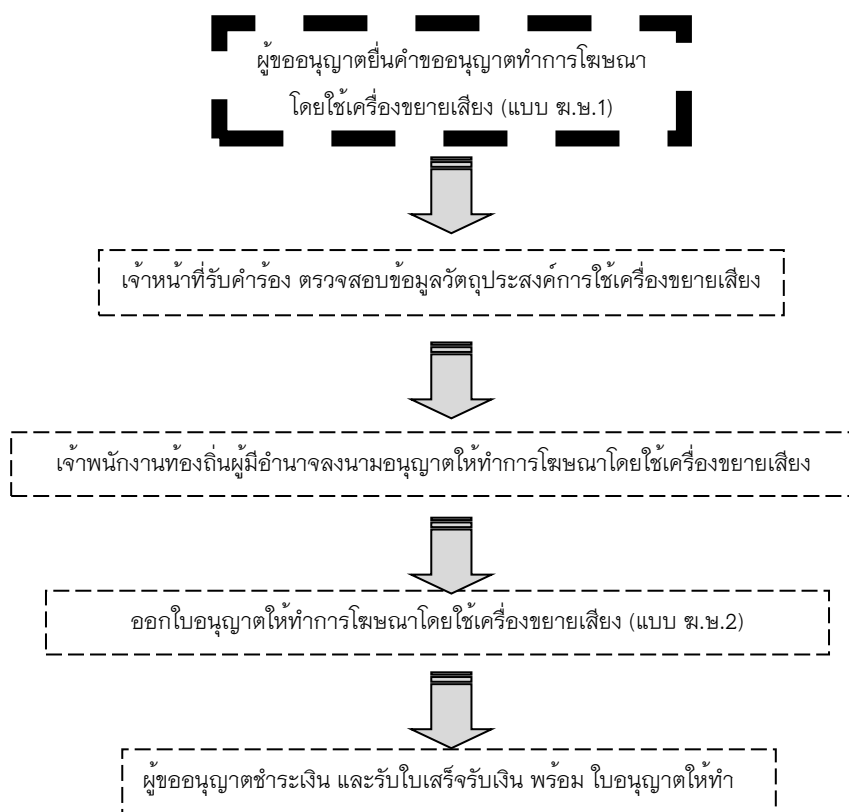 ผู้ขออนุญาตยื่นคำขออนุญาตทำการโฆษณา
โดยใช้เครื่องขยายเสียง (แบบ ฆ.ษ.1)
เจ้าหน้าที่รับคำร้อง ตรวจสอบข้อมูลวัตถุประสงค์การใช้เครื่องขยายเสียง
เจ้าพนักงานท้องถิ่นผู้มีอำนาจลงนามอนุญาตให้ทำการโฆษณาโดยใช้เครื่องขยายเสียง
ออกใบอนุญาตให้ทำการโฆษณาโดยใช้เครื่องขยายเสียง (แบบ ฆ.ษ.2)
ผู้ขออนุญาตชำระเงิน และรับใบเสร็จรับเงิน พร้อม ใบอนุญาตให้ทำ